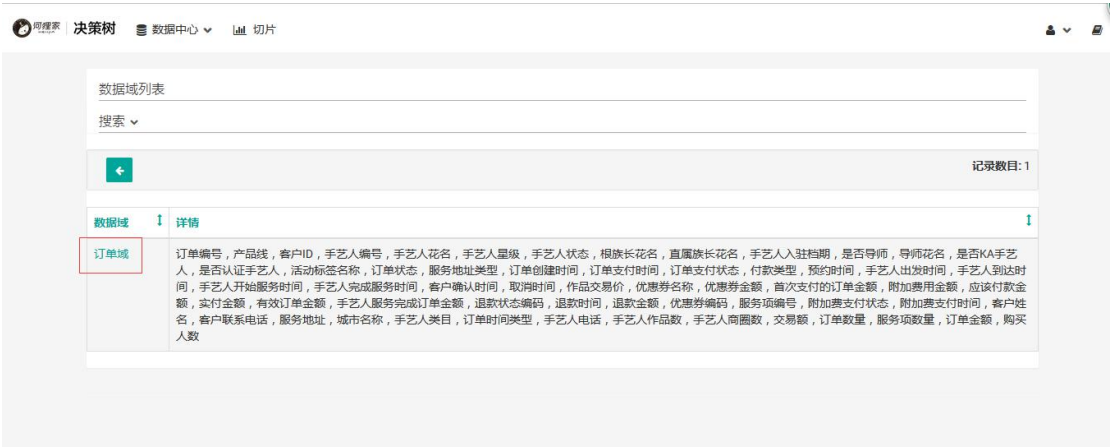 河狸家 决策树 数据中心 切片
数据域列表
搜索
记录数目: 1
数据域 详情
订单域 订单编号，产品线，客户ID，手艺人编号，手艺人花名，手艺人星级，手艺人状态，根族长花名，直属族长花名，手艺人入驻档期，是否导师，导师花名，是否KA手艺
人，是否认证手艺人，活动标签名称，订单状态，服务地址类型，订单创建时间，订单支付时间，订单支付状态，付款类型，预约时间，手艺人出发时间，手艺人到达时
间，手艺人开始服务时间，手艺人完成服务时间，客户确认时间，取消时间，作品交易价，优惠券名称，优惠券金额，首次支付的订单金额，附加费用金额，应该付款金
额，实付金额，有效订单金额，手艺人服务完成订单金额，退款状态编码，退款时间，退款金额，优惠券编码，服务项编号，附加费支付状态，附加费支付时间，客户姓
名，客户联系电话，服务地址，城市名称，手艺人类目，订单时间类型，手艺人电话，手艺人作品数，手艺人商圈数，交易额，订单数量，服务项数量，订单金额，购买
人数